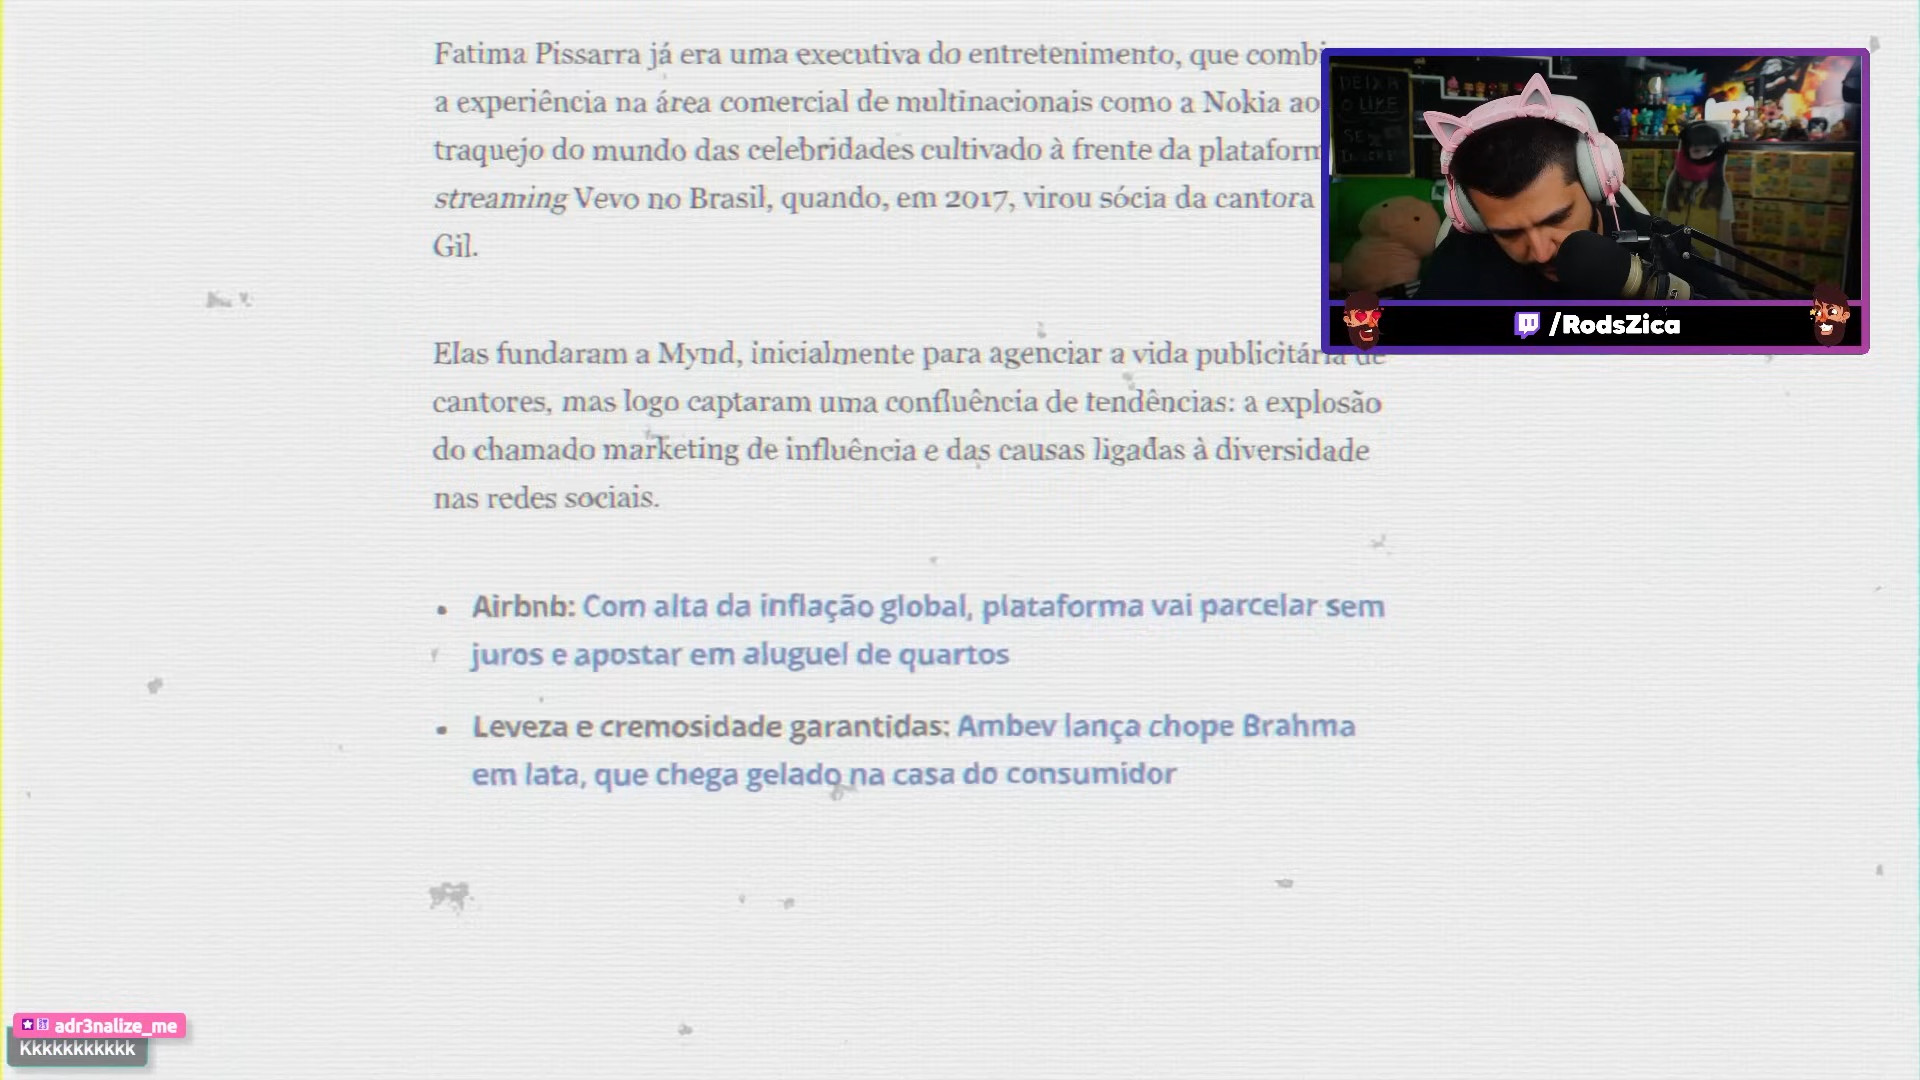 Fatima Pissarra já era uma executiva do entretenimento, que combi
a experiência na área comercial de multinacionais como a Nokia ao
traquejo do mundo das celebridades cultivado à frente da plataform
streaming Vevo no Brasil, quando, em 2017, virou sócia da cantora
Gil.
DEIXA
O LIKE
SE
/RodsZica
Elas fundaram a Mynd, inicialmente para agenciar a vida publicitária de
cantores, mas logo captaram uma confluência de tendências: a explosão
do chamado marketing de influência e das causas ligadas à diversidade
nas redes sociais.
• Airbnb: Com alta da inflação global, plataforma vai parcelar sem
juros e apostar em aluguel de quartos
• Leveza e cremosidade garantidas: Ambev lança chope Brahma
em lata, que chega gelado na casa do consumidor
adr3nalize_me
Kkkkkkkkkkk